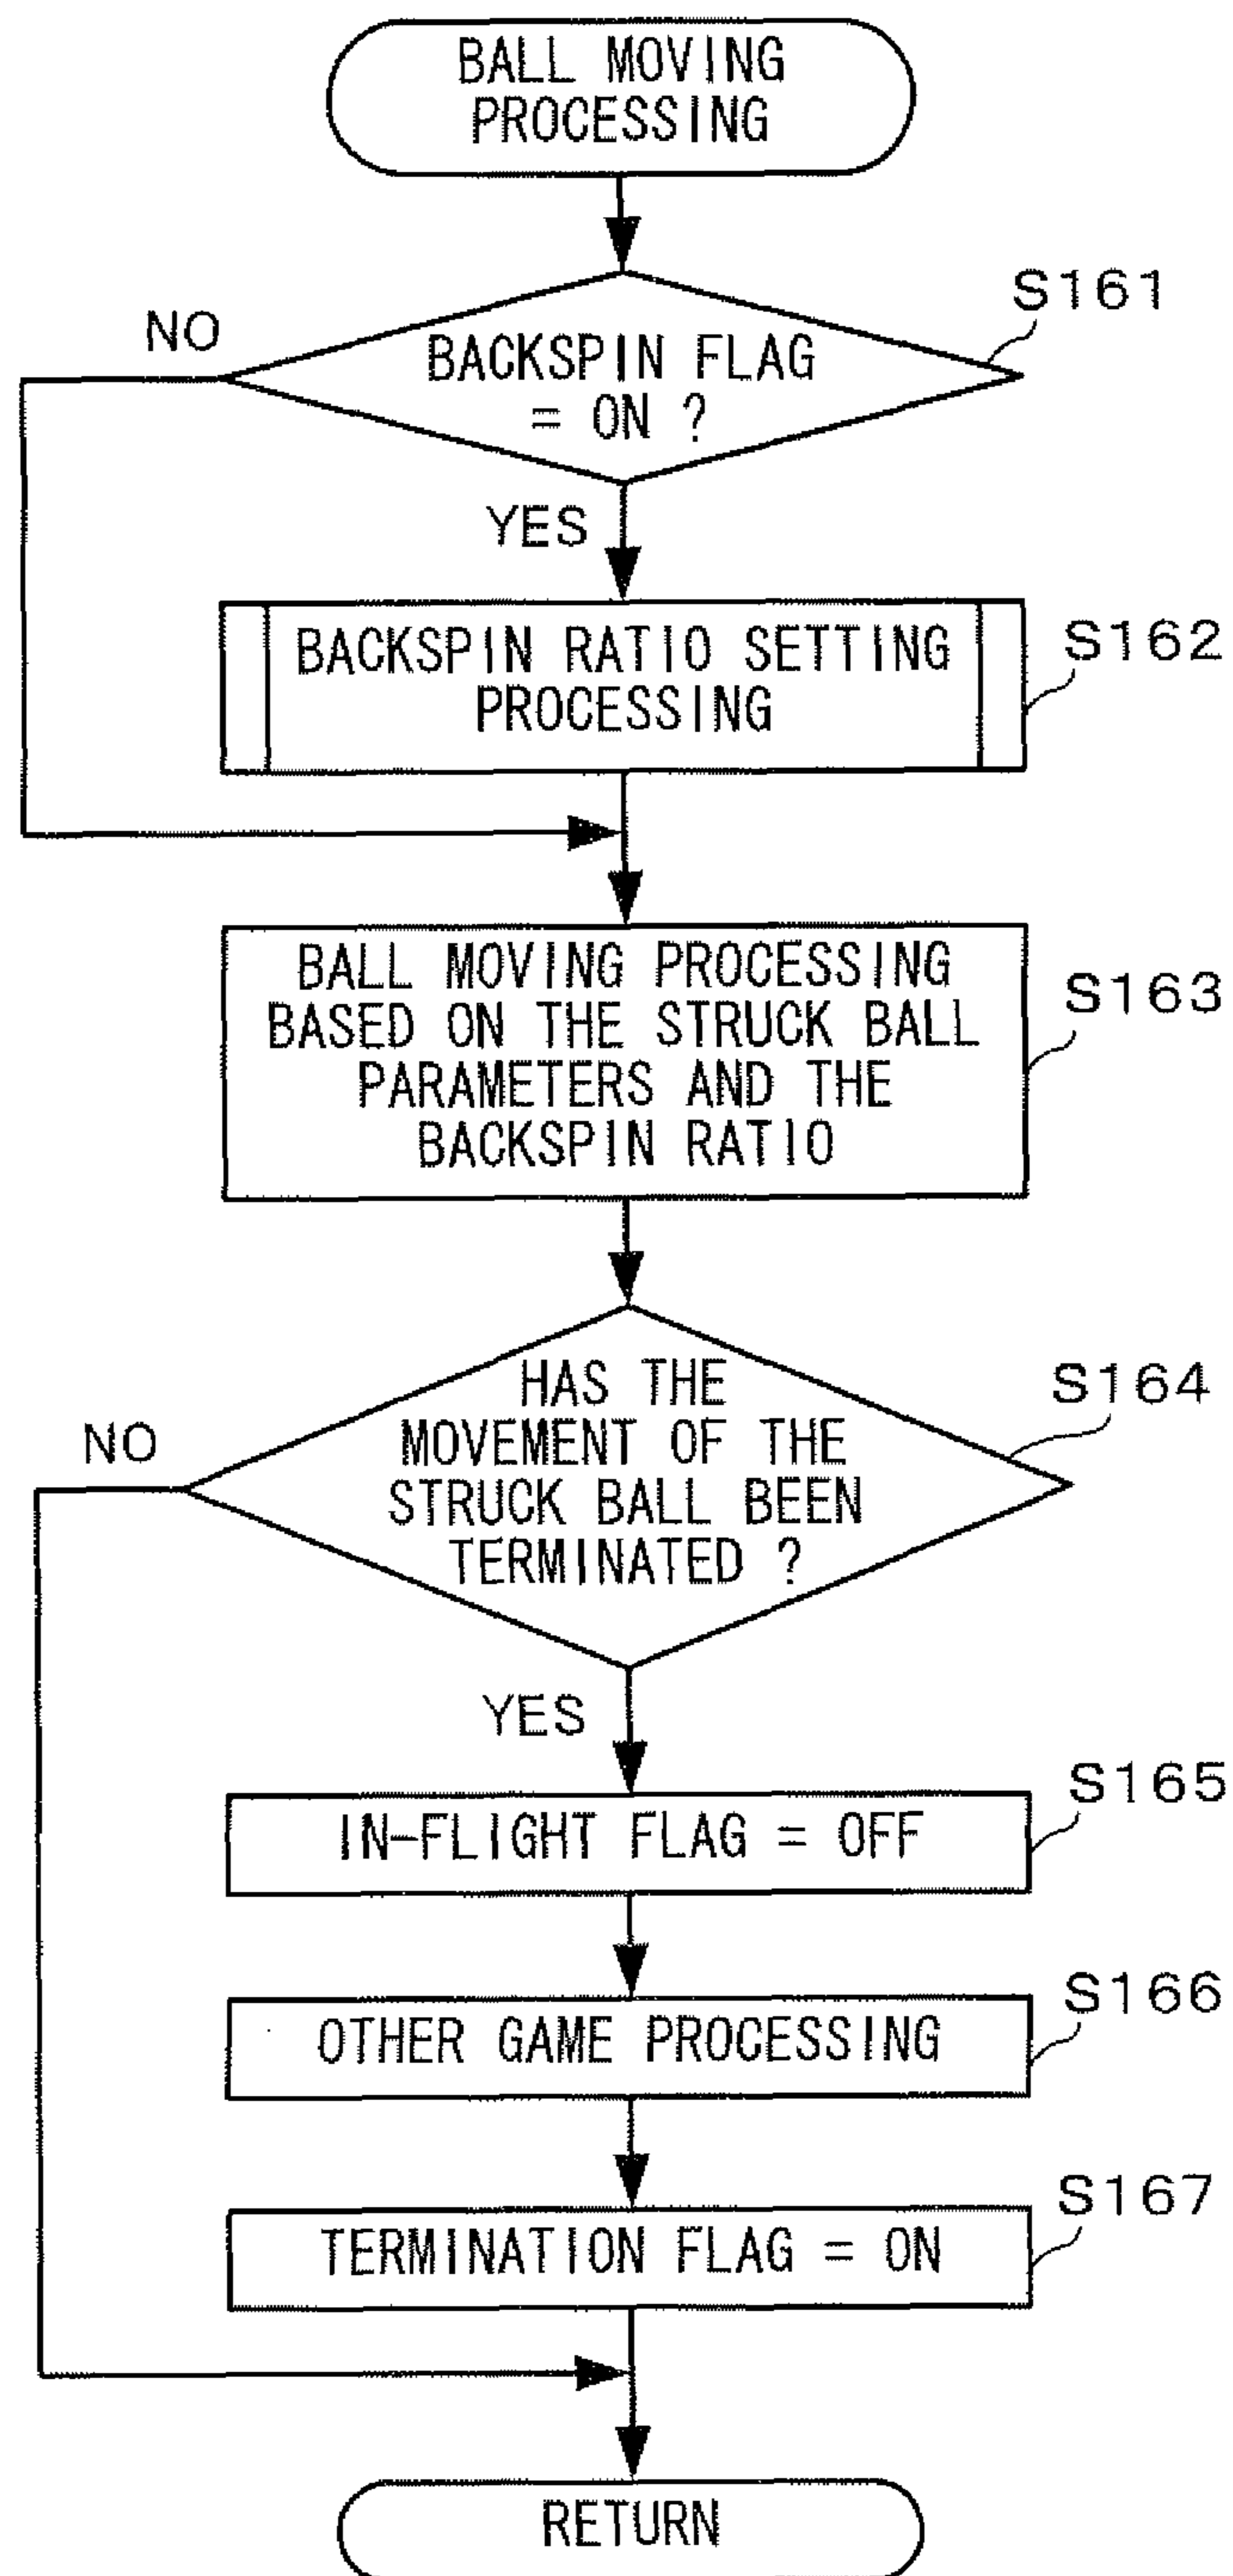 BALL MOVING
PROCESSING
S161
NO
BACKSPIN FLAG
= ON ?
YES
S162
BACKSPIN RATIO SETTING
PROCESSING
BALL MOVING PROCESSING
S163
BASED ON THE STRUCK BALL
PARAMETERS AND THE
BACKSPIN RATIO
HAS THE
S164
NO
MOVEMENT OF THE
STRUCK BALL BEEN
TERMINATED ?
YES
S165
IN-FLIGHT FLAG = OFF
S166
OTHER GAME PROCESSING
S167
TERMINATION FLAG = ON
RETURN